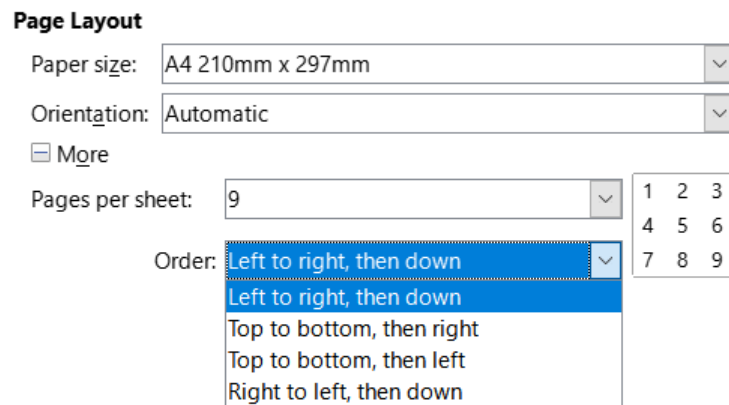 Page Layout
Paper size: A4 210mm x 297mm
Orientation: Automatic
More
Pages per sheet: 9
1 2 3
4 5 6
7 8 9
Order: Left to right, then down
Left to right, then down
Top to bottom, then right
Top to bottom, then left
Right to left, then down